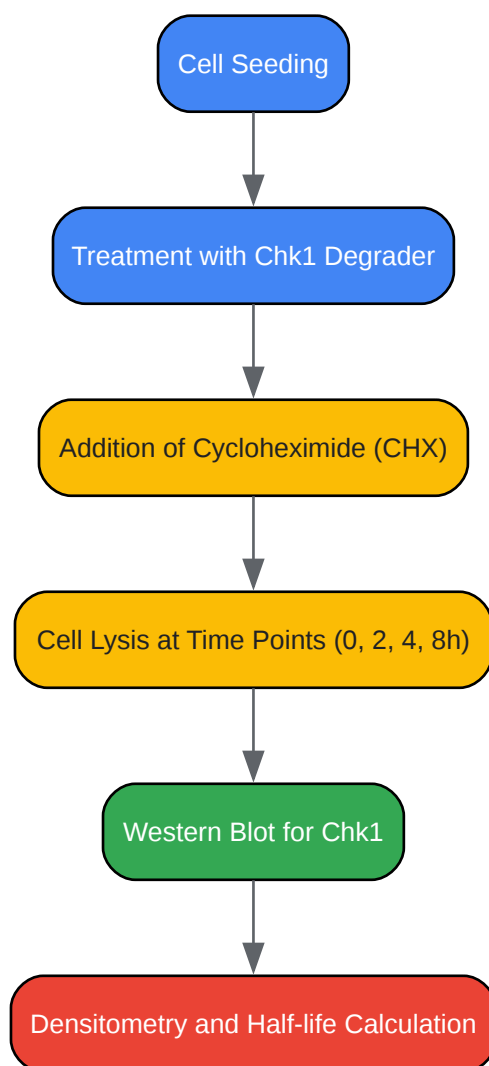 Cell Seeding
Treatment with Chk1 Degrader
Addition of Cycloheximide (CHX)
Cell Lysis at Time Points (0, 2, 4, 8h)
Western Blot for Chk1
Densitometry and Half-life Calculation